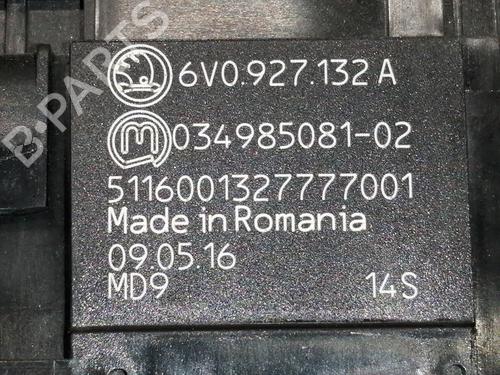 B-PARTS
6V0.927.132 A
034985081-02
5116001327777001
Made in Romania
09.05.16
MD9 14S